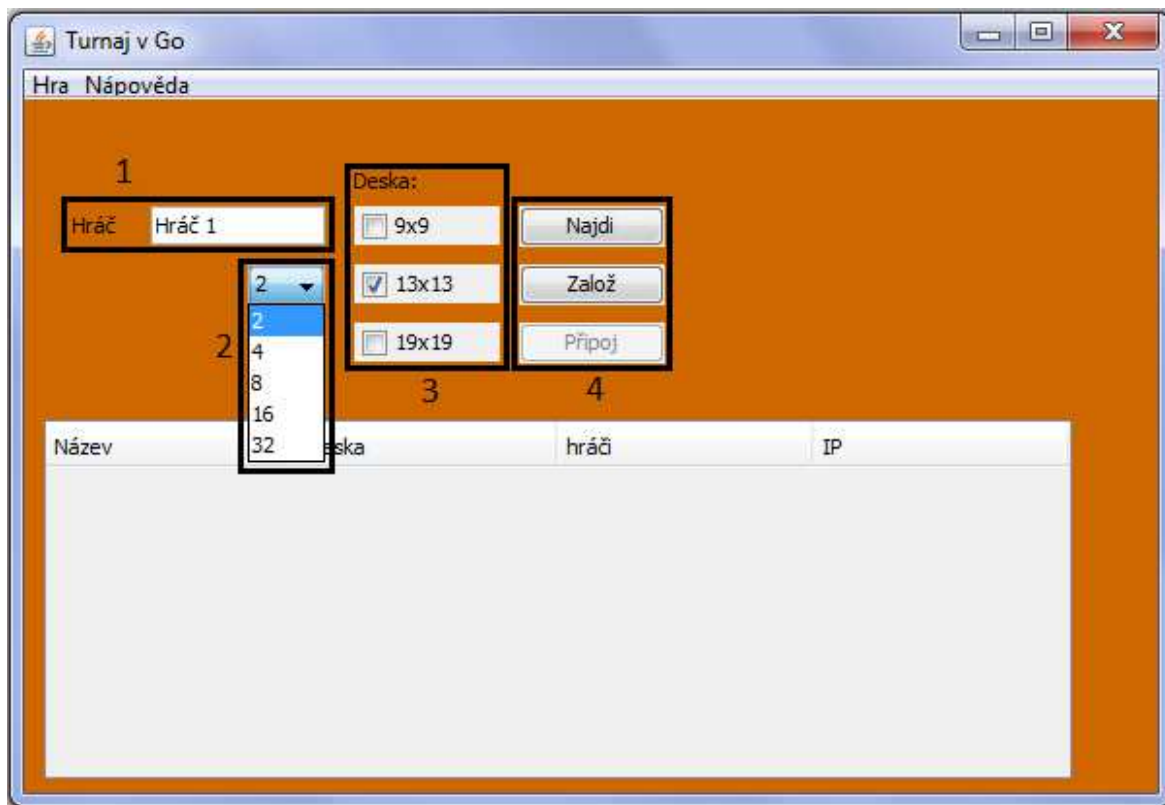 Turnaj v Go
Hra Nápověda
1
Deska:
Hráč Hráč 1
9x9
Najdi
2
13x13
Založ
2
2
4
19x19
Připoj
8
3
4
16
32
Název eska hráči IP